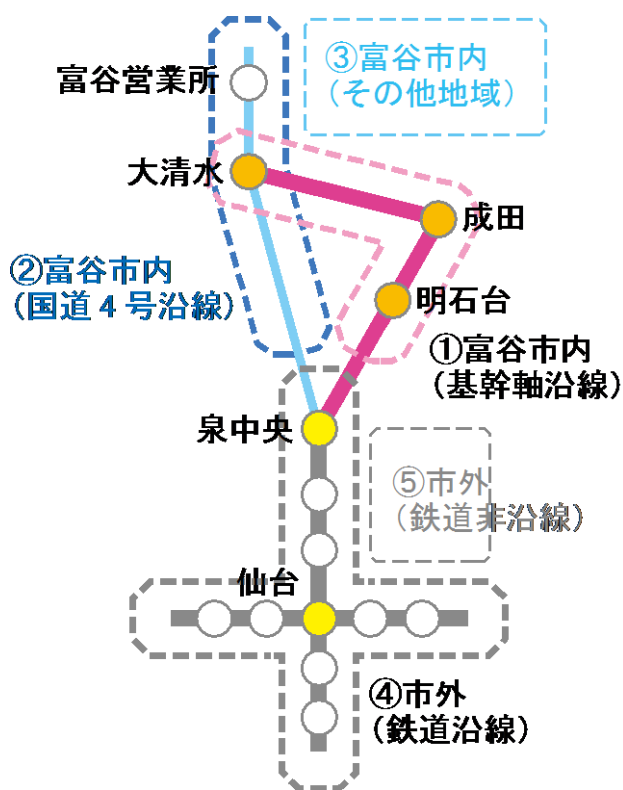 富谷営業所
③富谷市内
(その他地域)
大清水
成田
②富谷市内
(国道４号沿線)
明石台
①富谷市内
(基幹軸沿線)
泉中央
⑤市外
(鉄道非沿線)
仙台
④市外
(鉄道沿線)